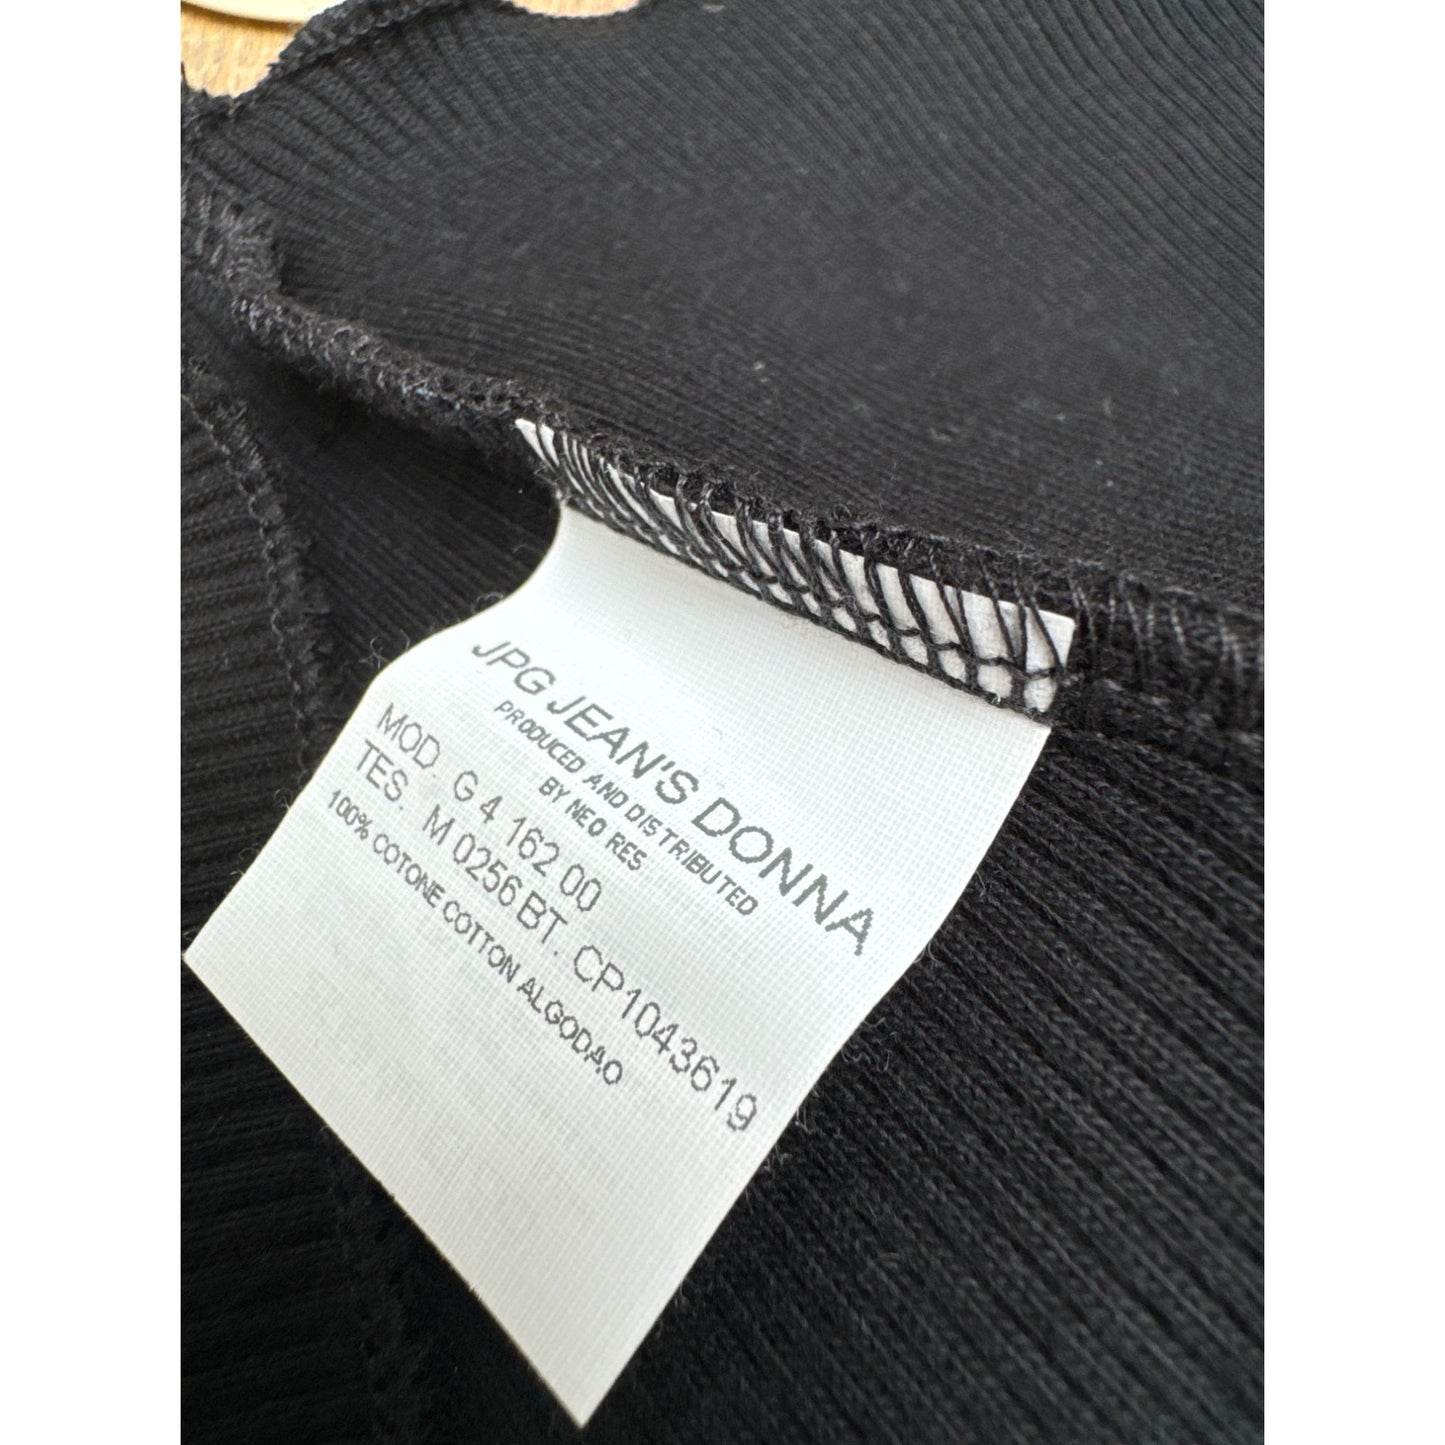 JPG JEAN'S DONNA
PRODUCED AND DISTRIBUTED
BY NEO RES
MOD. G 4 162 00
TES. M 0256 BT. CP1043619
100% COTONE COTTON ALGODAO